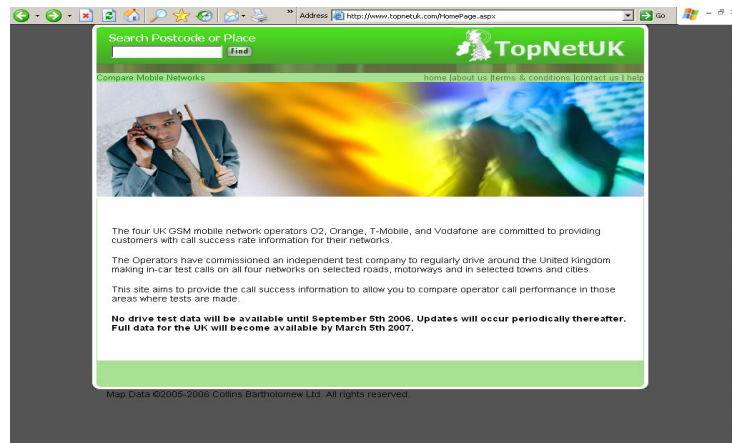 Address http://www.topnetuk.com/HomePage.aspx Go
Search Postcode or Place
Find
TopNetUK
Compare Mobile Networks
home |about us |terms & conditions |contact us | help
The four UK GSM mobile network operators O2, Orange, T-Mobile, and Vodafone are committed to providing
customers with call success rate information for their networks.
The Operators have commissioned an independent test company to regularly drive around the United Kingdom
making in-car test calls on all four networks on selected roads, motorways and in selected towns and cities.
This site aims to provide the call success information to allow you to compare operator call performance in those
areas where tests are made.
No drive test data will be available until September 5th 2006. Updates will occur periodically thereafter.
Full data for the UK will become available by March 5th 2007.
Map Data ©2005-2006 Collins Bartholomew Ltd. All rights reserved.